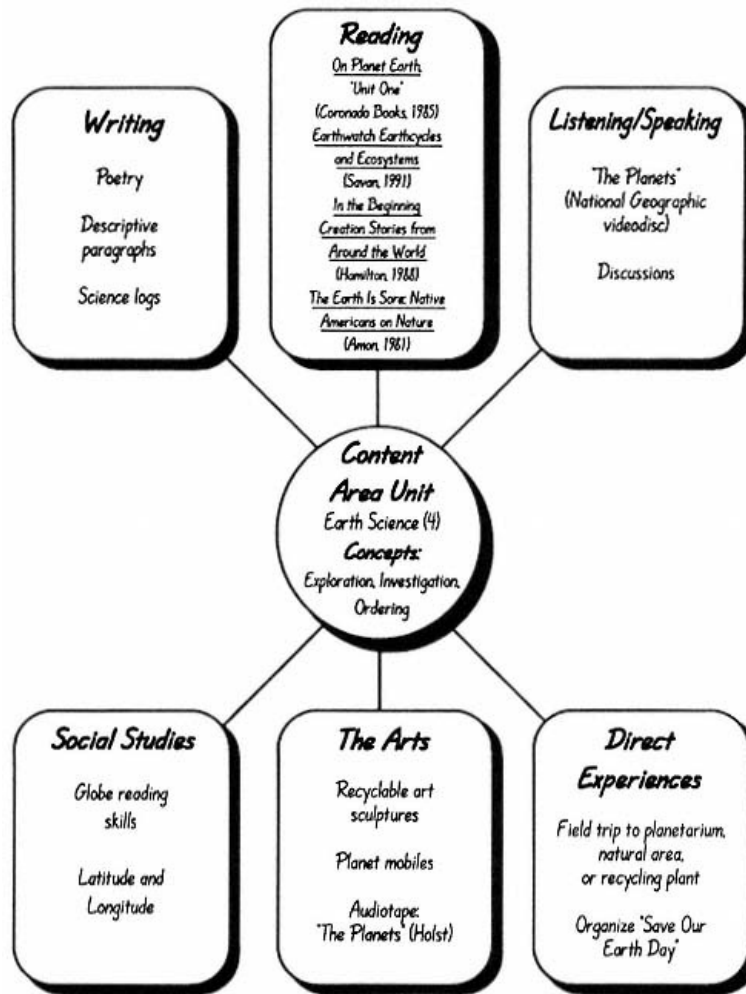 Writing
Poetry
Descriptive
paragraphs
Science logs
Reading
On Planet Earth,
"Unit One"
(Coronado Books, 1985)
Earthwatch Earthcycles
and Ecosystems
(Savan, 1991)
In the Beginning
Creation Stories from
Around the World
(Hamilton, 1988)
The Earth Is Sore: Native
Americans on Nature
(Amon, 1981)
Listening/Speaking
"The Planets"
(National Geographic
videodisc)
Discussions
Content
Area Unit
Earth Science (4)
Concepts:
Exploration, Investigation,
Ordering
Social Studies
Globe reading
skills
Latitude and
Longitude
The Arts
Recyclable art
sculptures
Planet mobiles
Audiotape:
"The Planets" (Holst)
Direct
Experiences
Field trip to planetarium,
natural area,
or recycling plant
Organize "Save Our
Earth Day"